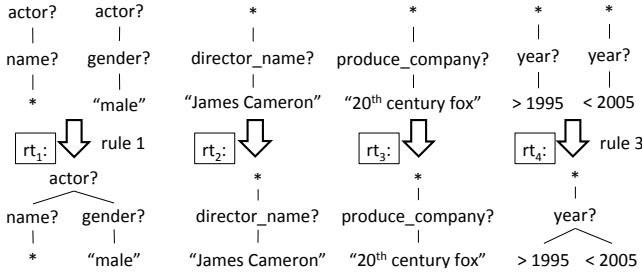 actor? actor? * * * *
name? gender? director_name? produce_company? year? year?
* "male" "James Cameron" "20th century fox" > 1995 < 2005
rt1: rule 1 rt2: rt3: rt4: rule 3
actor? * * *
name? gender? director_name? produce_company? year?
* "male" "James Cameron" "20th century fox" > 1995 < 2005